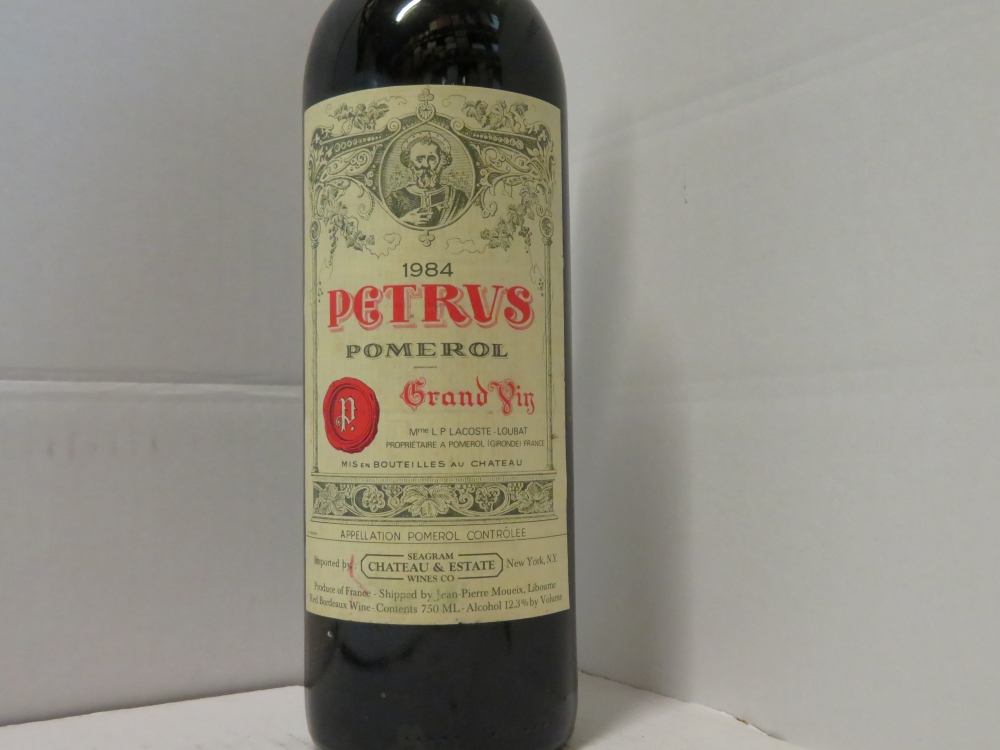 1984
PETRVS
POMEROL
Grand Vin
P.
Mme L.P. LACOSTE-LOUBAT
PROPRIÉTAIRE A POMEROL (GIRONDE) FRANCE
MIS EN BOUTEILLES AU CHATEAU
APPELLATION POMEROL CONTRÔLEE
Imported by SEAGRAM CHATEAU & ESTATE WINES CO New York, N.Y.
Produce of France - Shipped by Jean-Pierre Moueix, Libourne
Red Bordeaux Wine - Contents 750 ML - Alcohol 12.3% by Volume